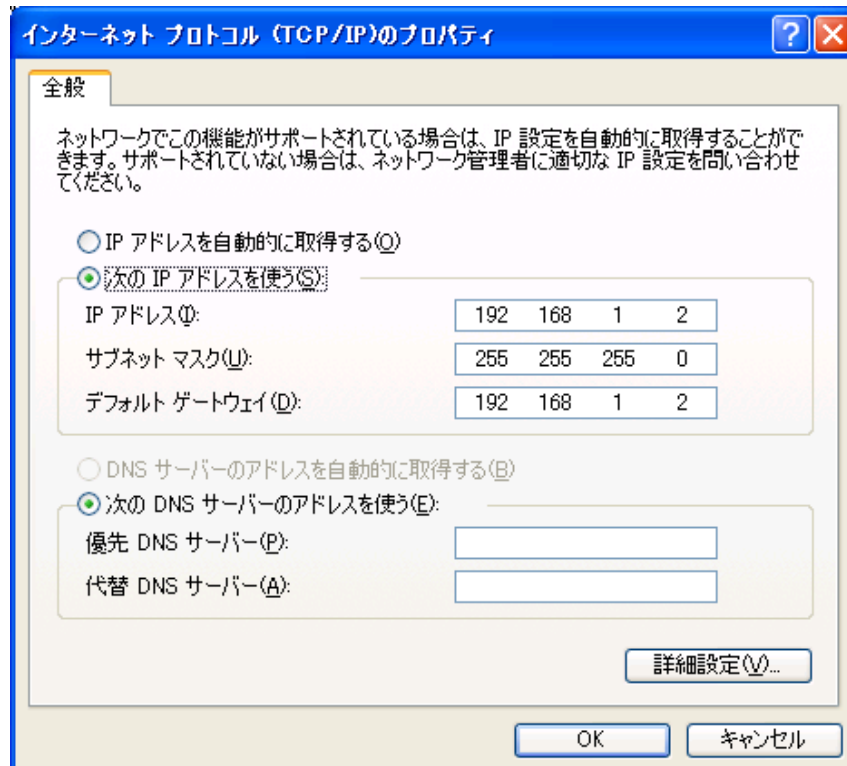 インターネット プロトコル (TCP/IP)のプロパティ
全般
ネットワークでこの機能がサポートされている場合は、IP 設定を自動的に取得することがで
きます。サポートされていない場合は、ネットワーク管理者に適切な IP 設定を問い合わせ
てください。
IP アドレスを自動的に取得する(O)
次の IP アドレスを使う(S):
IP アドレス(I): 192 168 1 2
サブネット マスク(U): 255 255 255 0
デフォルト ゲートウェイ(D): 192 168 1 2
DNS サーバーのアドレスを自動的に取得する(B)
次の DNS サーバーのアドレスを使う(E):
優先 DNS サーバー(P):
代替 DNS サーバー(A):
詳細設定(V)...
OK キャンセル